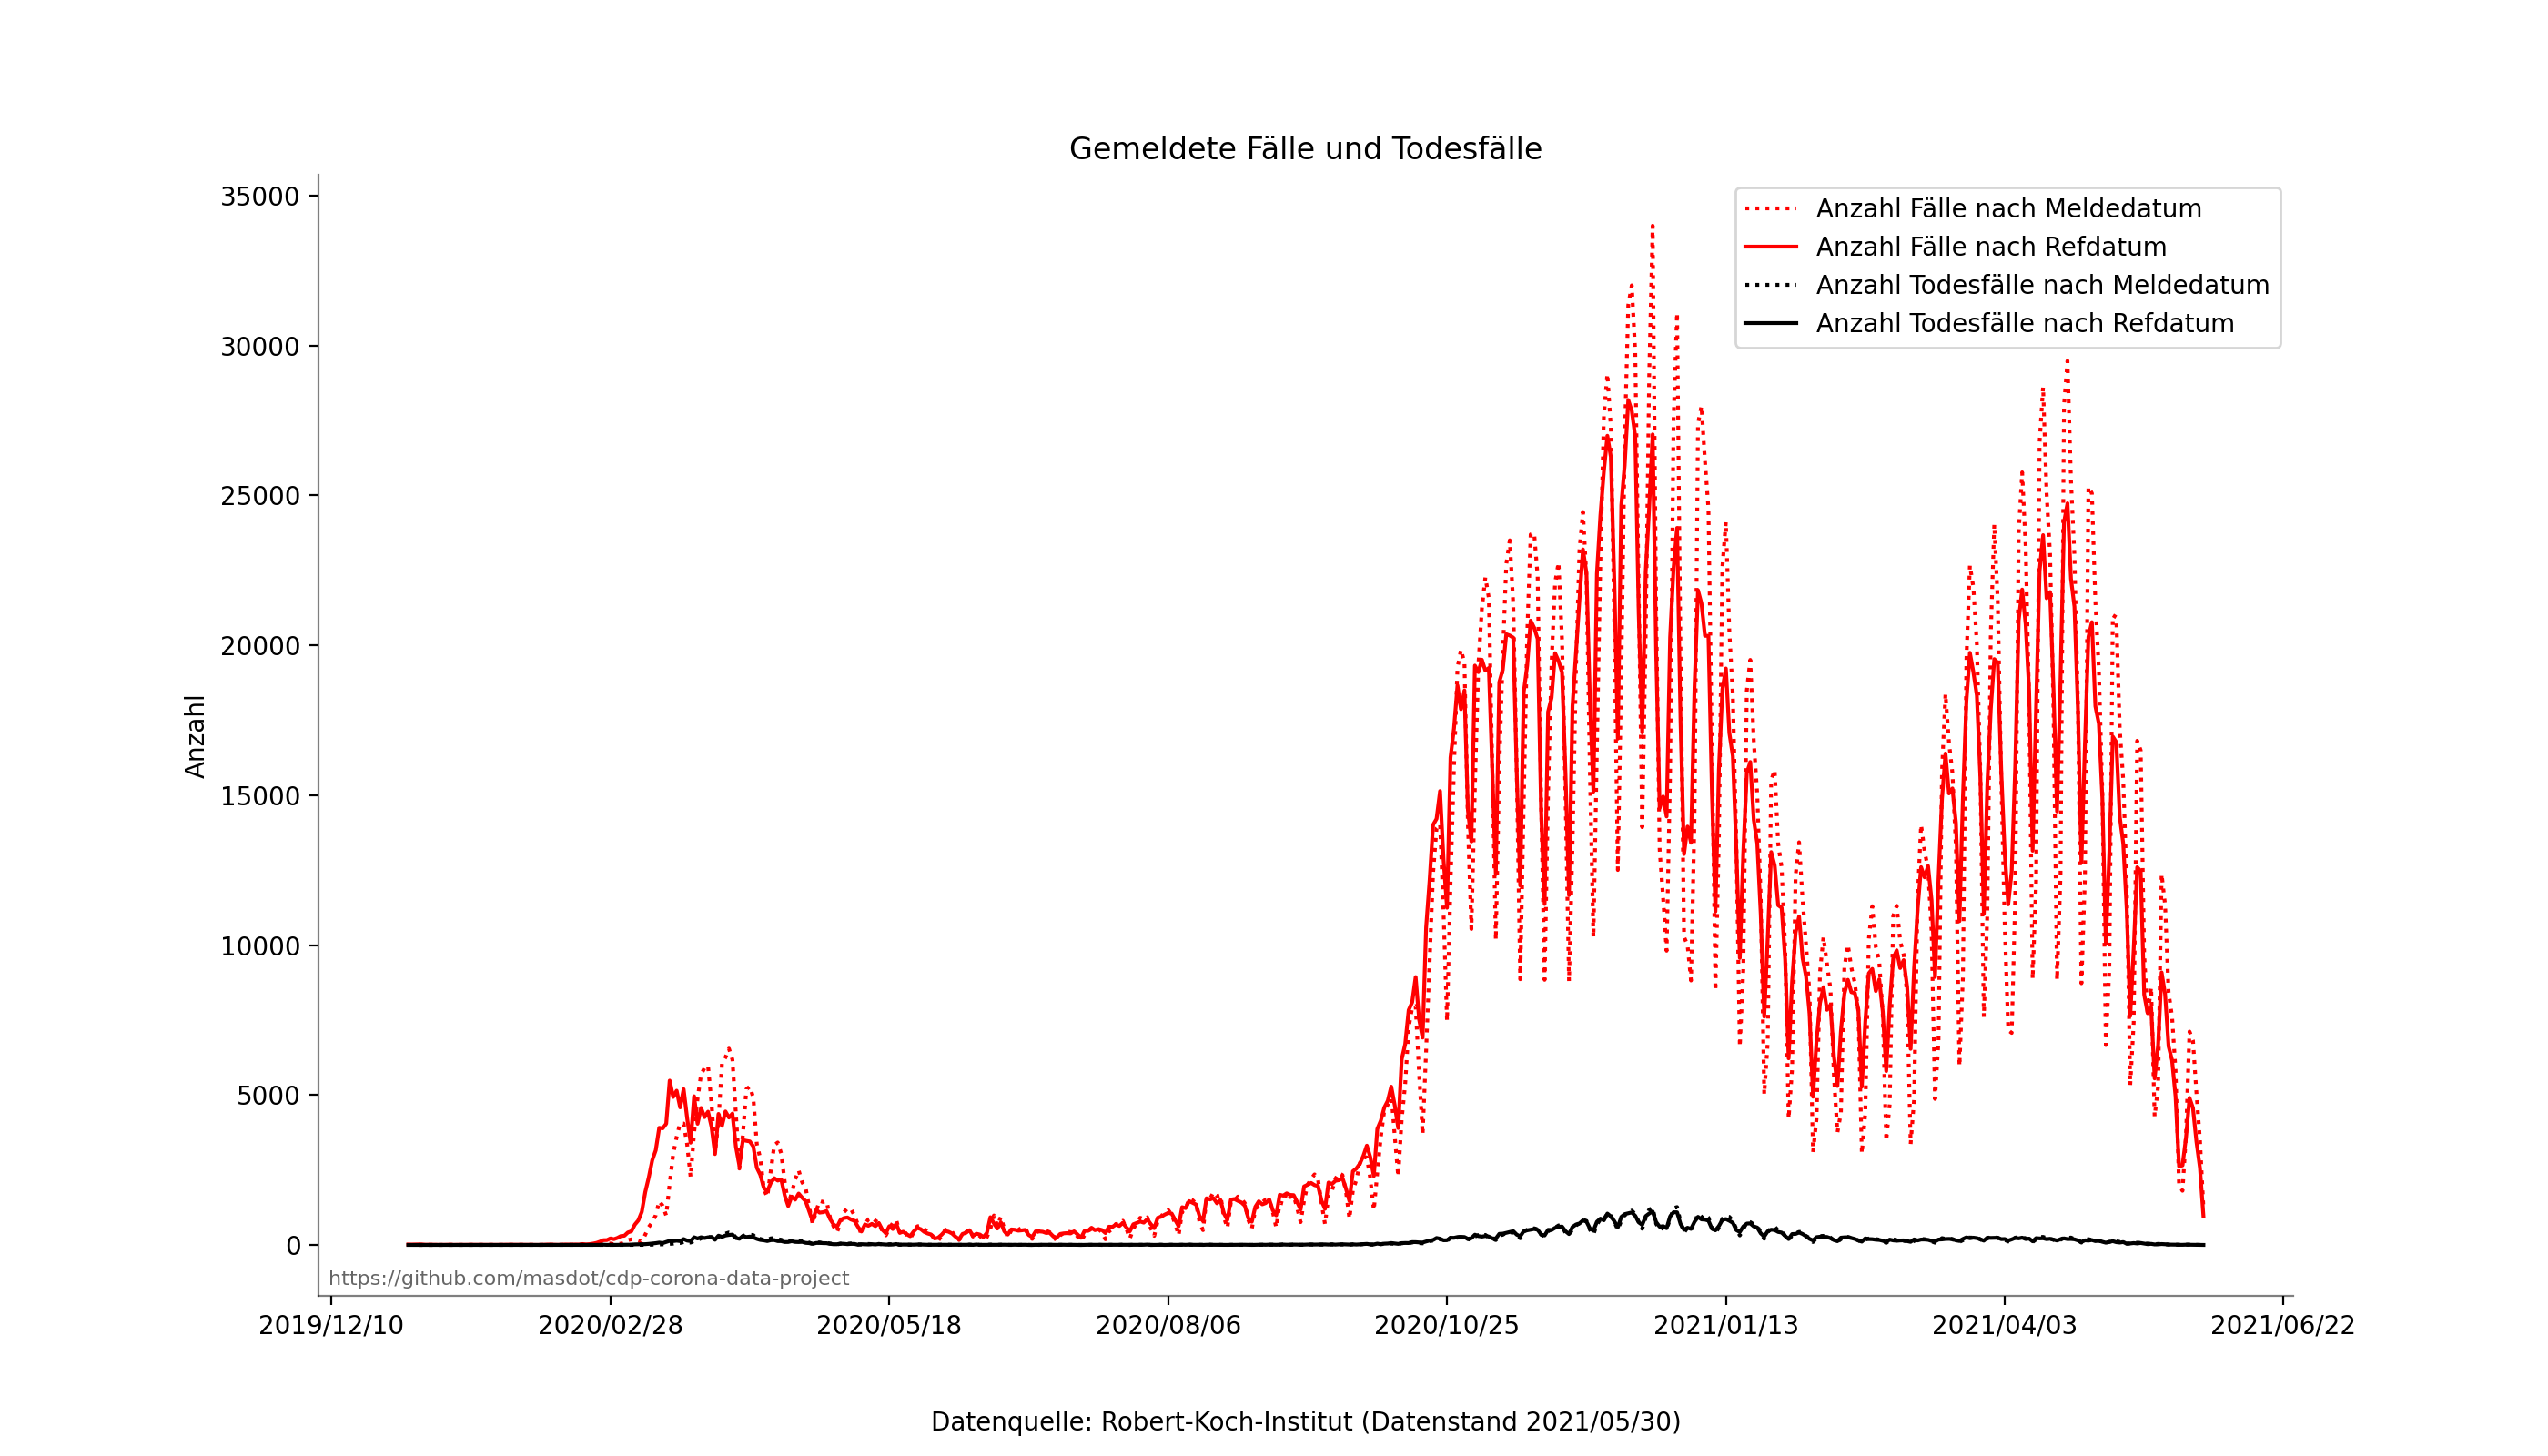 Gemeldete Fälle und Todesfälle
35000
30000
25000
20000
15000
10000
5000
0
Anzahl
Anzahl Fälle nach Meldedatum
Anzahl Fälle nach Refdatum
Anzahl Todesfälle nach Meldedatum
Anzahl Todesfälle nach Refdatum
https://github.com/masdot/cdp-corona-data-project
2019/12/10 2020/02/28 2020/05/18 2020/08/06 2020/10/25 2021/01/13 2021/04/03 2021/06/22
Datenquelle: Robert-Koch-Institut (Datenstand 2021/05/30)